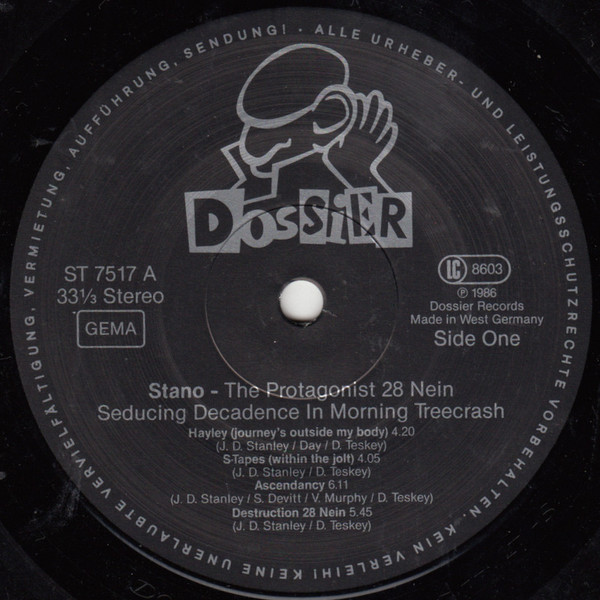 ALLE URHEBER- UND LEISTUNGSSCHUTZRECHTE VORBEHALTEN. KEIN VERLEIH! KEINE UNERLAUBTE VERVIELFÄLTIGUNG, VERMIETUNG, AUFFÜHRUNG, SENDUNG! ·
DOSSIER
ST 7517 A
33⅓ Stereo
GEMA
LC 8603
℗ 1986
Dossier Records
Made in West Germany
Side One
Stano - The Protagonist 28 Nein
Seducing Decadence In Morning Treecrash
Hayley (journey's outside my body) 4.20
(J. D. Stanley / Day / D. Teskey)
S-Tapes (within the jolt) 4.05
(J. D. Stanley / D. Teskey)
Ascendancy 6.11
(J. D. Stanley / S. Devitt / V. Murphy / D. Teskey)
Destruction 28 Nein 5.45
(J. D. Stanley / D. Teskey)